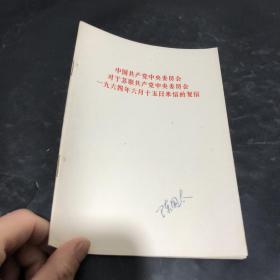 中国共产党中央委员会
对于苏联共产党中央委员会
一九六四年六月十五日来信的复信